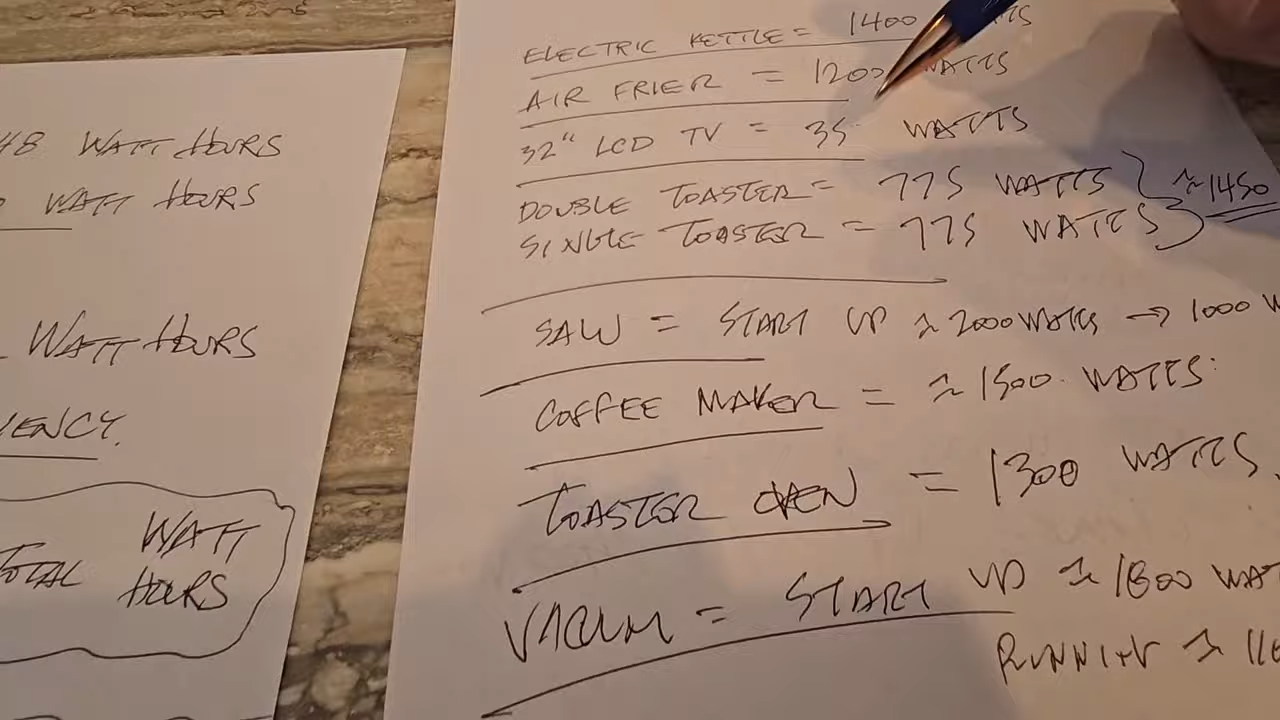 48 WATT HOURS
WATT HOURS
WATT HOURS
TOTAL WATT HOURS
ELECTRIC KETTLE = 1400
AIR FRIER = 1200 WATTS
32" LCD TV = 35 WATTS
DOUBLE TOASTER = 775 WATTS
SINGLE TOASTER = 775 WATTS
≈1450
SAW = START UP ≈ 2000 WATTS → 1000 W
COFFEE MAKER = ≈ 1500 WATTS
TOASTER OVEN = 1300 WATTS
VACUUM = START UP ≈ 1800 WAT
≈ 11